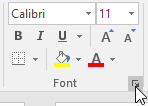 Calibri 11
B I U A A
A
Font